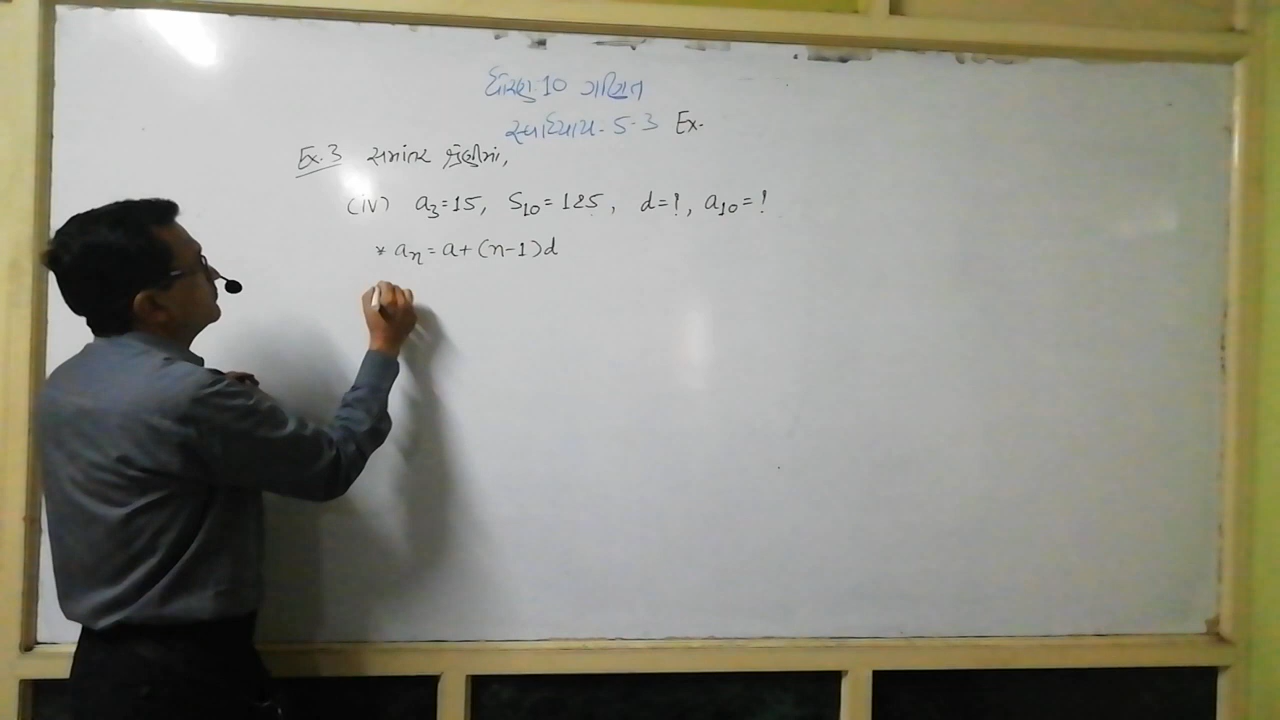 ધોરણ 10 ગણિત
સ્વાધ્યાય- 5.3 Ex.
Ex.3 સમાંતર શ્રેણીમાં,
(iv) a₃=15, S₁₀=125, d=?, a₁₀=?
* aₙ=a+(n-1)d